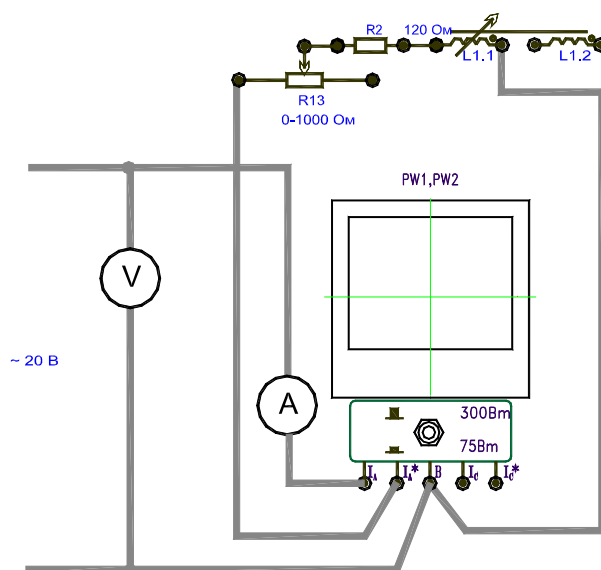 R2 120 Ом
L1.1 L1.2
R13
0-1000 Ом
PW1,PW2
V
~ 20 В
A
300Вт
75Вт
IA IA* B IC IC*